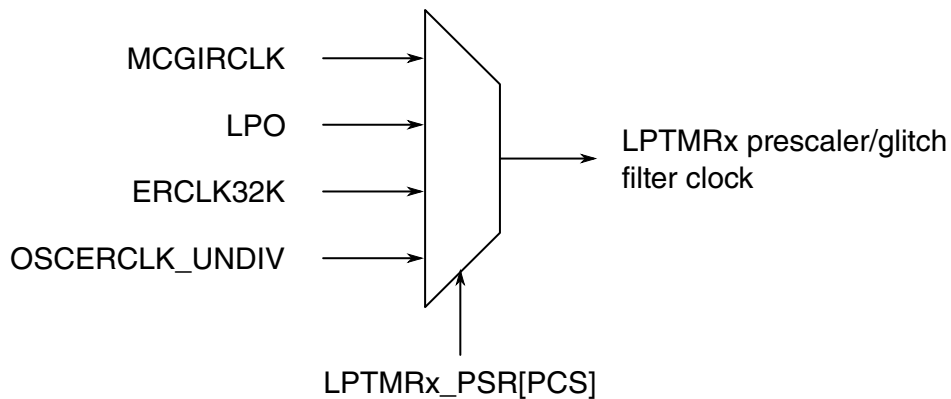 MCGIRCLK
LPO
ERCLK32K
OSCERCLK_UNDIV
LPTMRx prescaler/glitch
filter clock
LPTMRx_PSR[PCS]